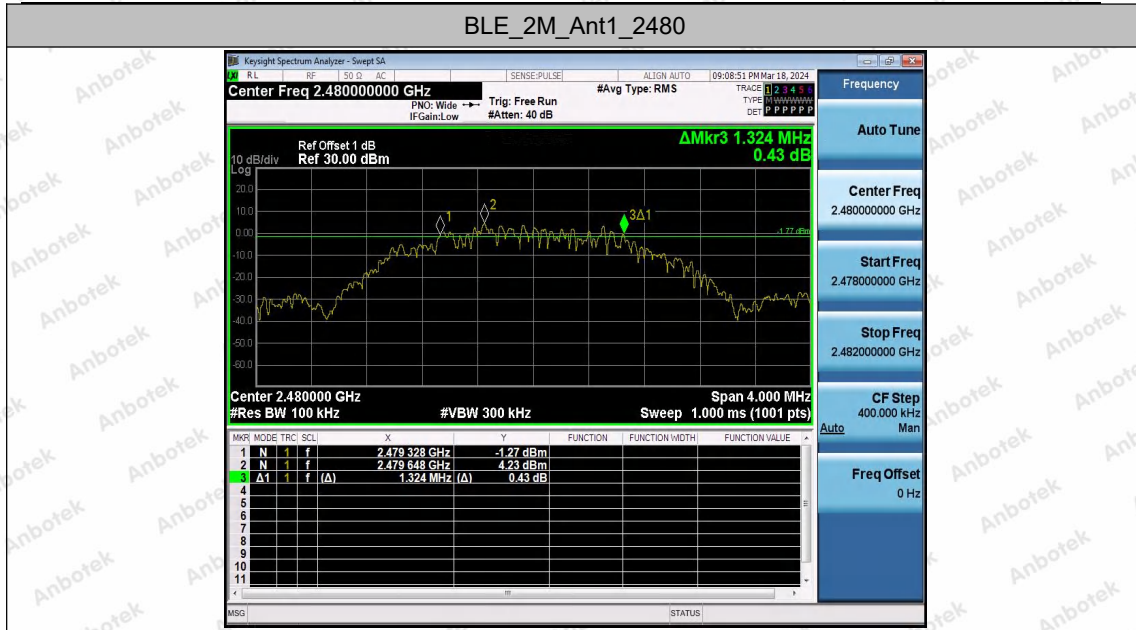 BLE_2M_Ant1_2480
Keysight Spectrum Analyzer - Swept SA
LXI RL RF 50 Ω AC SENSE:PULSE ALIGN AUTO 09:08:51 PM Mar 18, 2024
Center Freq 2.480000000 GHz
PNO: Wide
IFGain:Low
Trig: Free Run
#Atten: 40 dB
#Avg Type: RMS
TRACE 1 2 3 4 5 6
TYPE M WWWWW
DET P P P P P P
ΔMkr3 1.324 MHz
0.43 dB
Ref Offset 1 dB
10 dB/div Ref 30.00 dBm
Log
20.0
10.0
0.00
-10.0
-20.0
-30.0
-40.0
-50.0
-60.0
1
2
3Δ1
-1.77 dBm
Center 2.480000 GHz Span 4.000 MHz
#Res BW 100 kHz #VBW 300 kHz Sweep 1.000 ms (1001 pts)
MKR MODE TRC SCL X Y FUNCTION FUNCTION WIDTH FUNCTION VALUE
1 N 1 f 2.479 328 GHz -1.27 dBm
2 N 1 f 2.479 648 GHz 4.23 dBm
3 Δ1 1 f (Δ) 1.324 MHz (Δ) 0.43 dB
4
5
6
7
8
9
10
11
MSG STATUS
Frequency
Auto Tune
Center Freq
2.480000000 GHz
Start Freq
2.478000000 GHz
Stop Freq
2.482000000 GHz
CF Step
400.000 kHz
Auto Man
Freq Offset
0 Hz
Anbotek